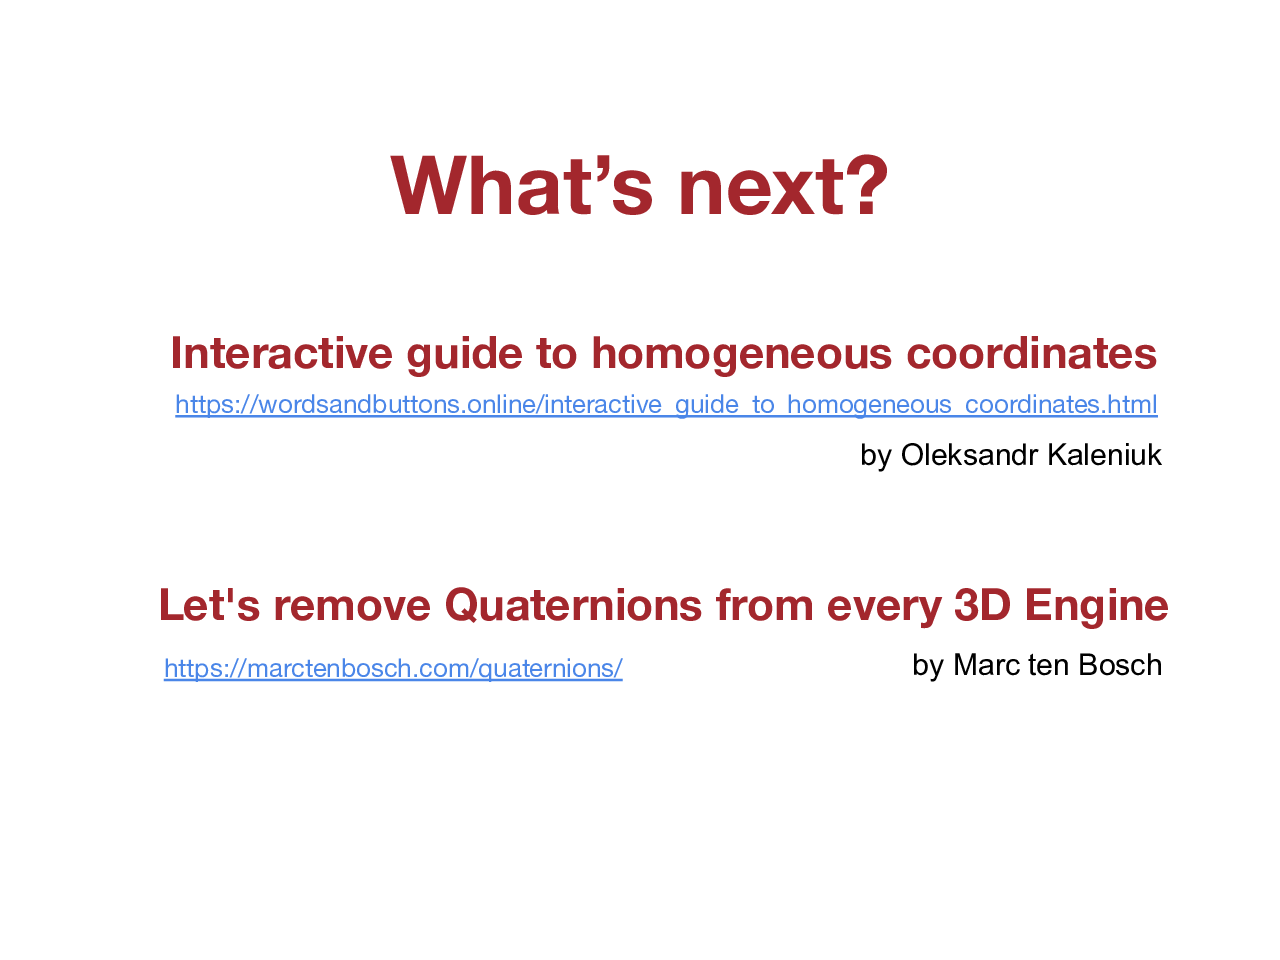 What’s next?
Interactive guide to homogeneous coordinates
https://wordsandbuttons.online/interactive_guide_to_homogeneous_coordinates.html
by Oleksandr Kaleniuk
Let's remove Quaternions from every 3D Engine
https://marctenbosch.com/quaternions/ by Marc ten Bosch